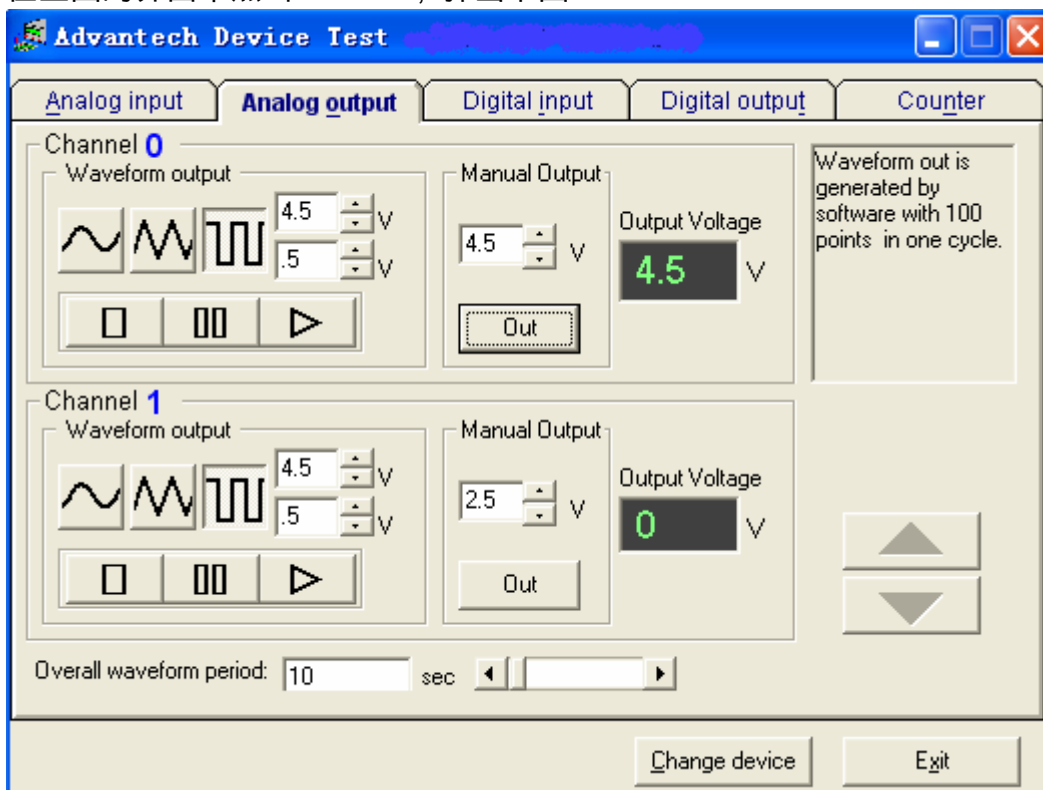 Advantech Device Test
Analog input
Analog output
Digital input
Digital output
Counter
Channel 0
Waveform output
4.5 V
.5 V
Manual Output
4.5 V
Out
Output Voltage
4.5 V
Waveform out is
generated by
software with 100
points in one cycle.
Channel 1
Waveform output
4.5 V
.5 V
Manual Output
2.5 V
Out
Output Voltage
0 V
Overall waveform period: 10 sec
Change device
Exit